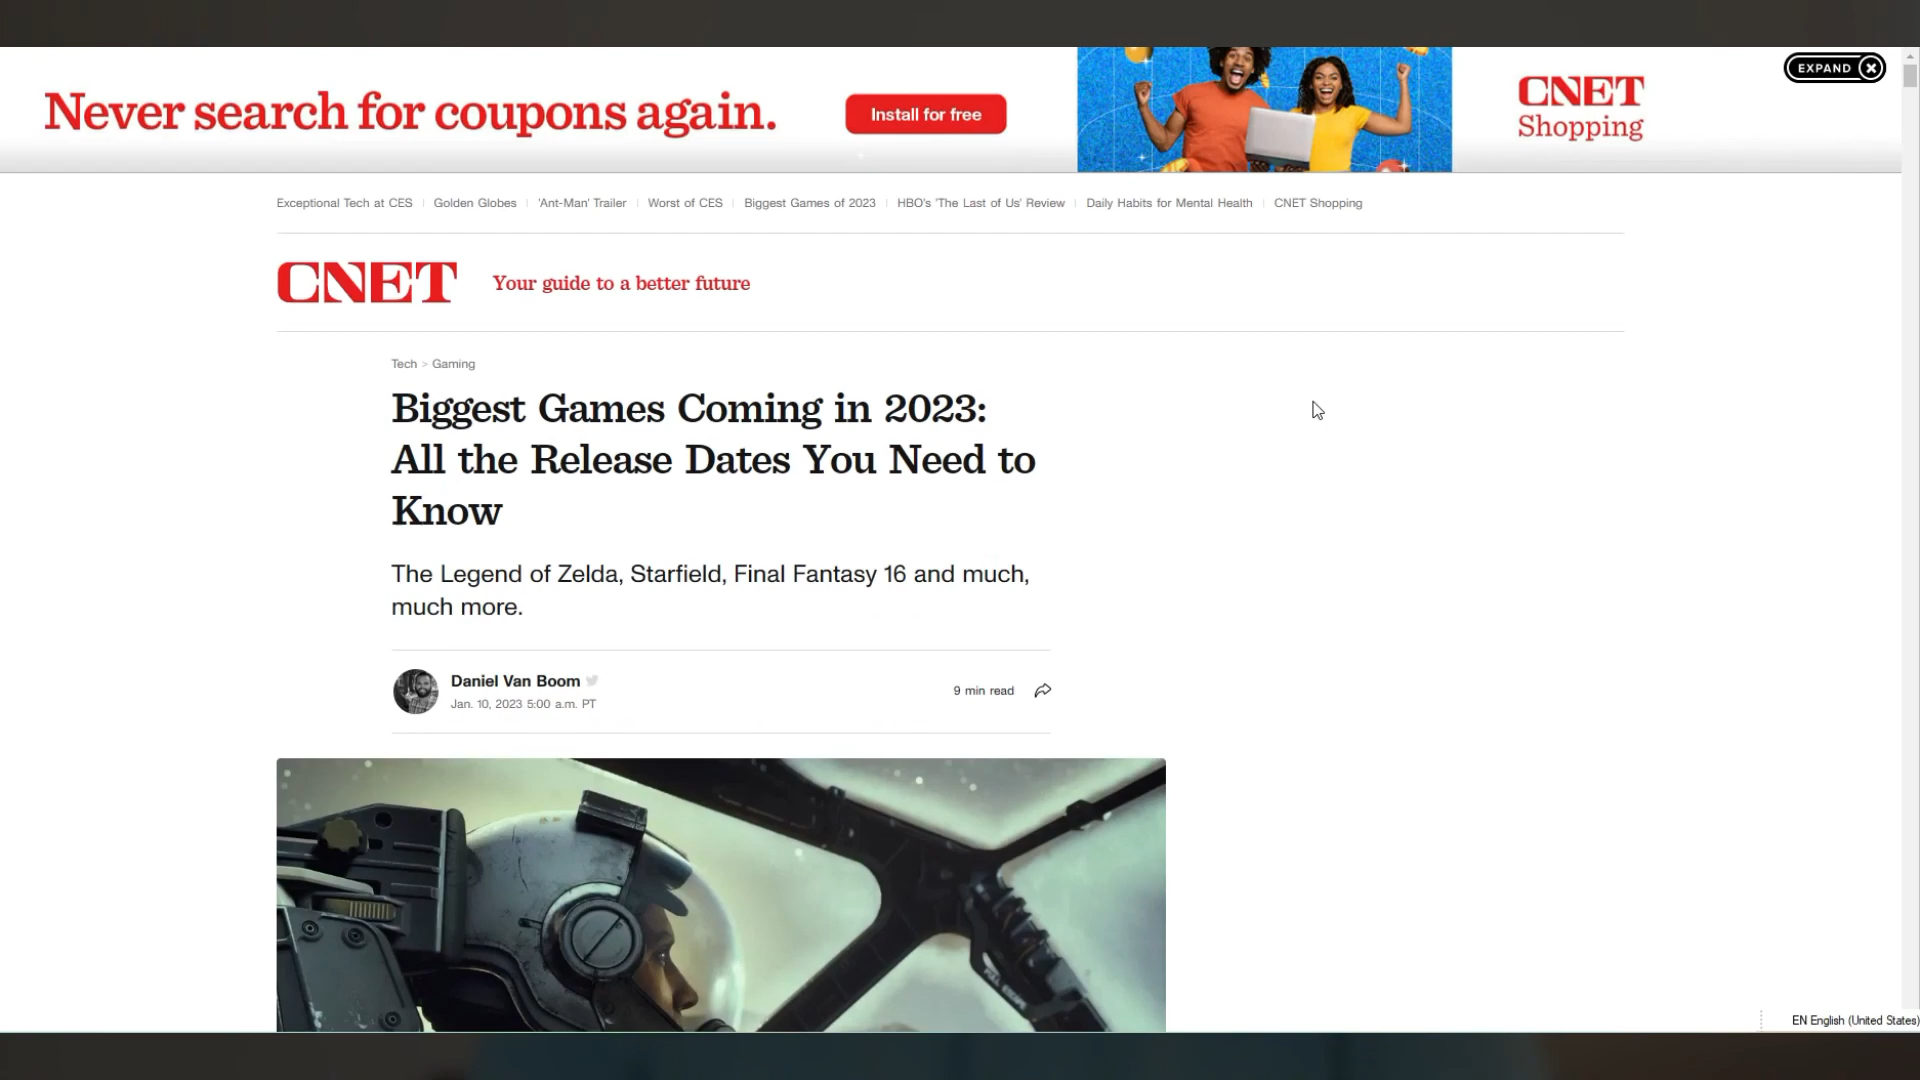 Never search for coupons again.
Install for free
CNET
Shopping
EXPAND
Exceptional Tech at CES
Golden Globes
'Ant-Man' Trailer
Worst of CES
Biggest Games of 2023
HBO's 'The Last of Us' Review
Daily Habits for Mental Health
CNET Shopping
CNET
Your guide to a better future
Tech > Gaming
Biggest Games Coming in 2023:
All the Release Dates You Need to
Know
The Legend of Zelda, Starfield, Final Fantasy 16 and much,
much more.
Daniel Van Boom
Jan. 10, 2023 5:00 a.m. PT
9 min read
EN English (United States)